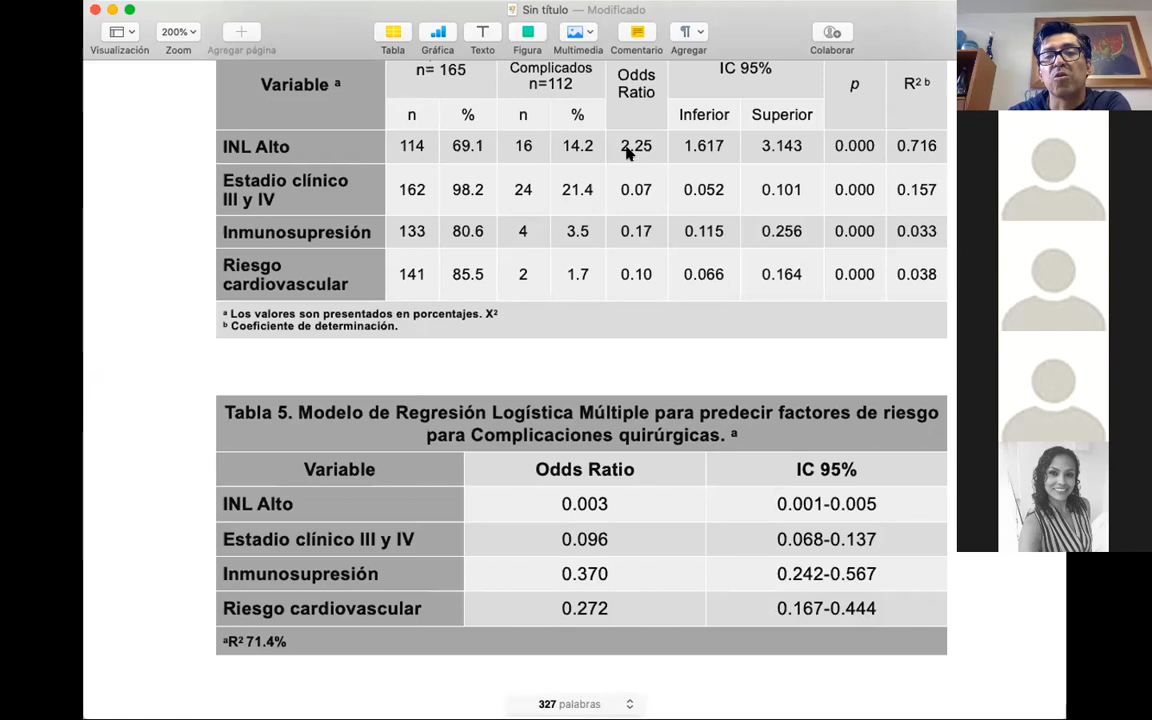 Sin título — Modificado
200%
Visualización Zoom Agregar página Tabla Gráfica Texto Figura Multimedia Comentario Agregar Colaborar
Variable ª n= 165 Complicados n=112 Odds Ratio IC 95% p R² ᵇ
n % n % Inferior Superior
INL Alto 114 69.1 16 14.2 2.25 1.617 3.143 0.000 0.716
Estadio clínico III y IV 162 98.2 24 21.4 0.07 0.052 0.101 0.000 0.157
Inmunosupresión 133 80.6 4 3.5 0.17 0.115 0.256 0.000 0.033
Riesgo cardiovascular 141 85.5 2 1.7 0.10 0.066 0.164 0.000 0.038
ª Los valores son presentados en porcentajes. X²
ᵇ Coeficiente de determinación.
Tabla 5. Modelo de Regresión Logística Múltiple para predecir factores de riesgo
para Complicaciones quirúrgicas. ª
Variable Odds Ratio IC 95%
INL Alto 0.003 0.001-0.005
Estadio clínico III y IV 0.096 0.068-0.137
Inmunosupresión 0.370 0.242-0.567
Riesgo cardiovascular 0.272 0.167-0.444
ªR² 71.4%
327 palabras